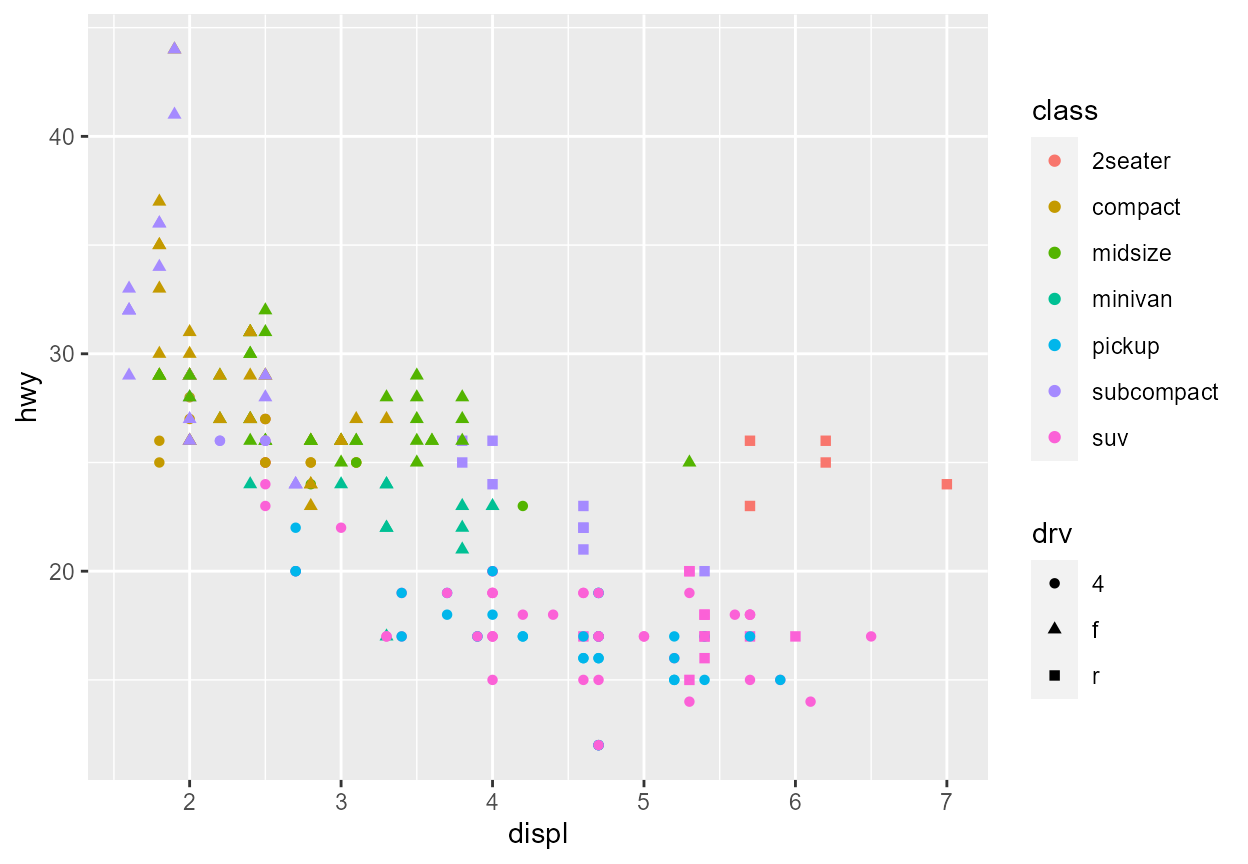 40
30
20
hwy
2 3 4 5 6 7
displ
class
2seater
compact
midsize
minivan
pickup
subcompact
suv
drv
4
f
r